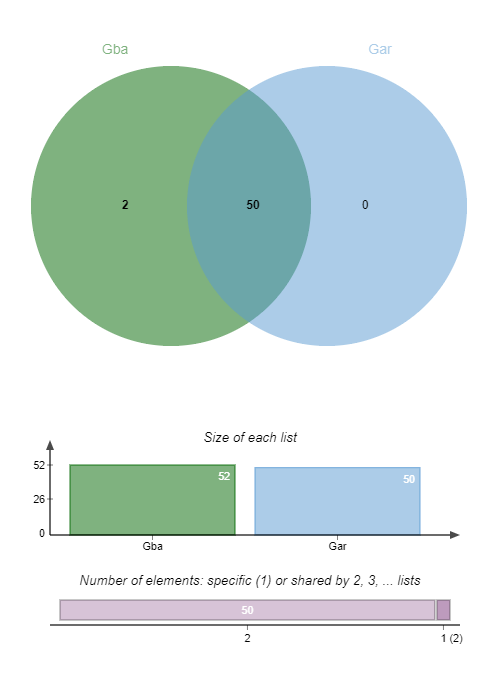 Gba Gar
2 50 0
Size of each list
52
26
0
52
50
Gba Gar
Number of elements: specific (1) or shared by 2, 3, ... lists
50
2 1 (2)